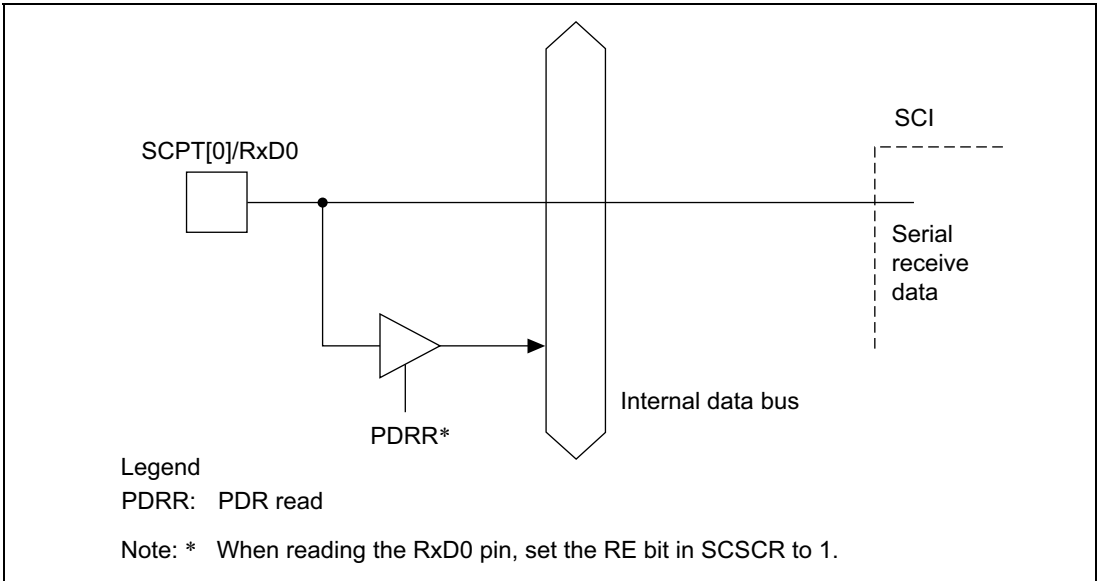 SCI
SCPT[0]/RxD0
Serial
receive
data
Internal data bus
PDRR*
Legend
PDRR: PDR read
Note: * When reading the RxD0 pin, set the RE bit in SCSCR to 1.